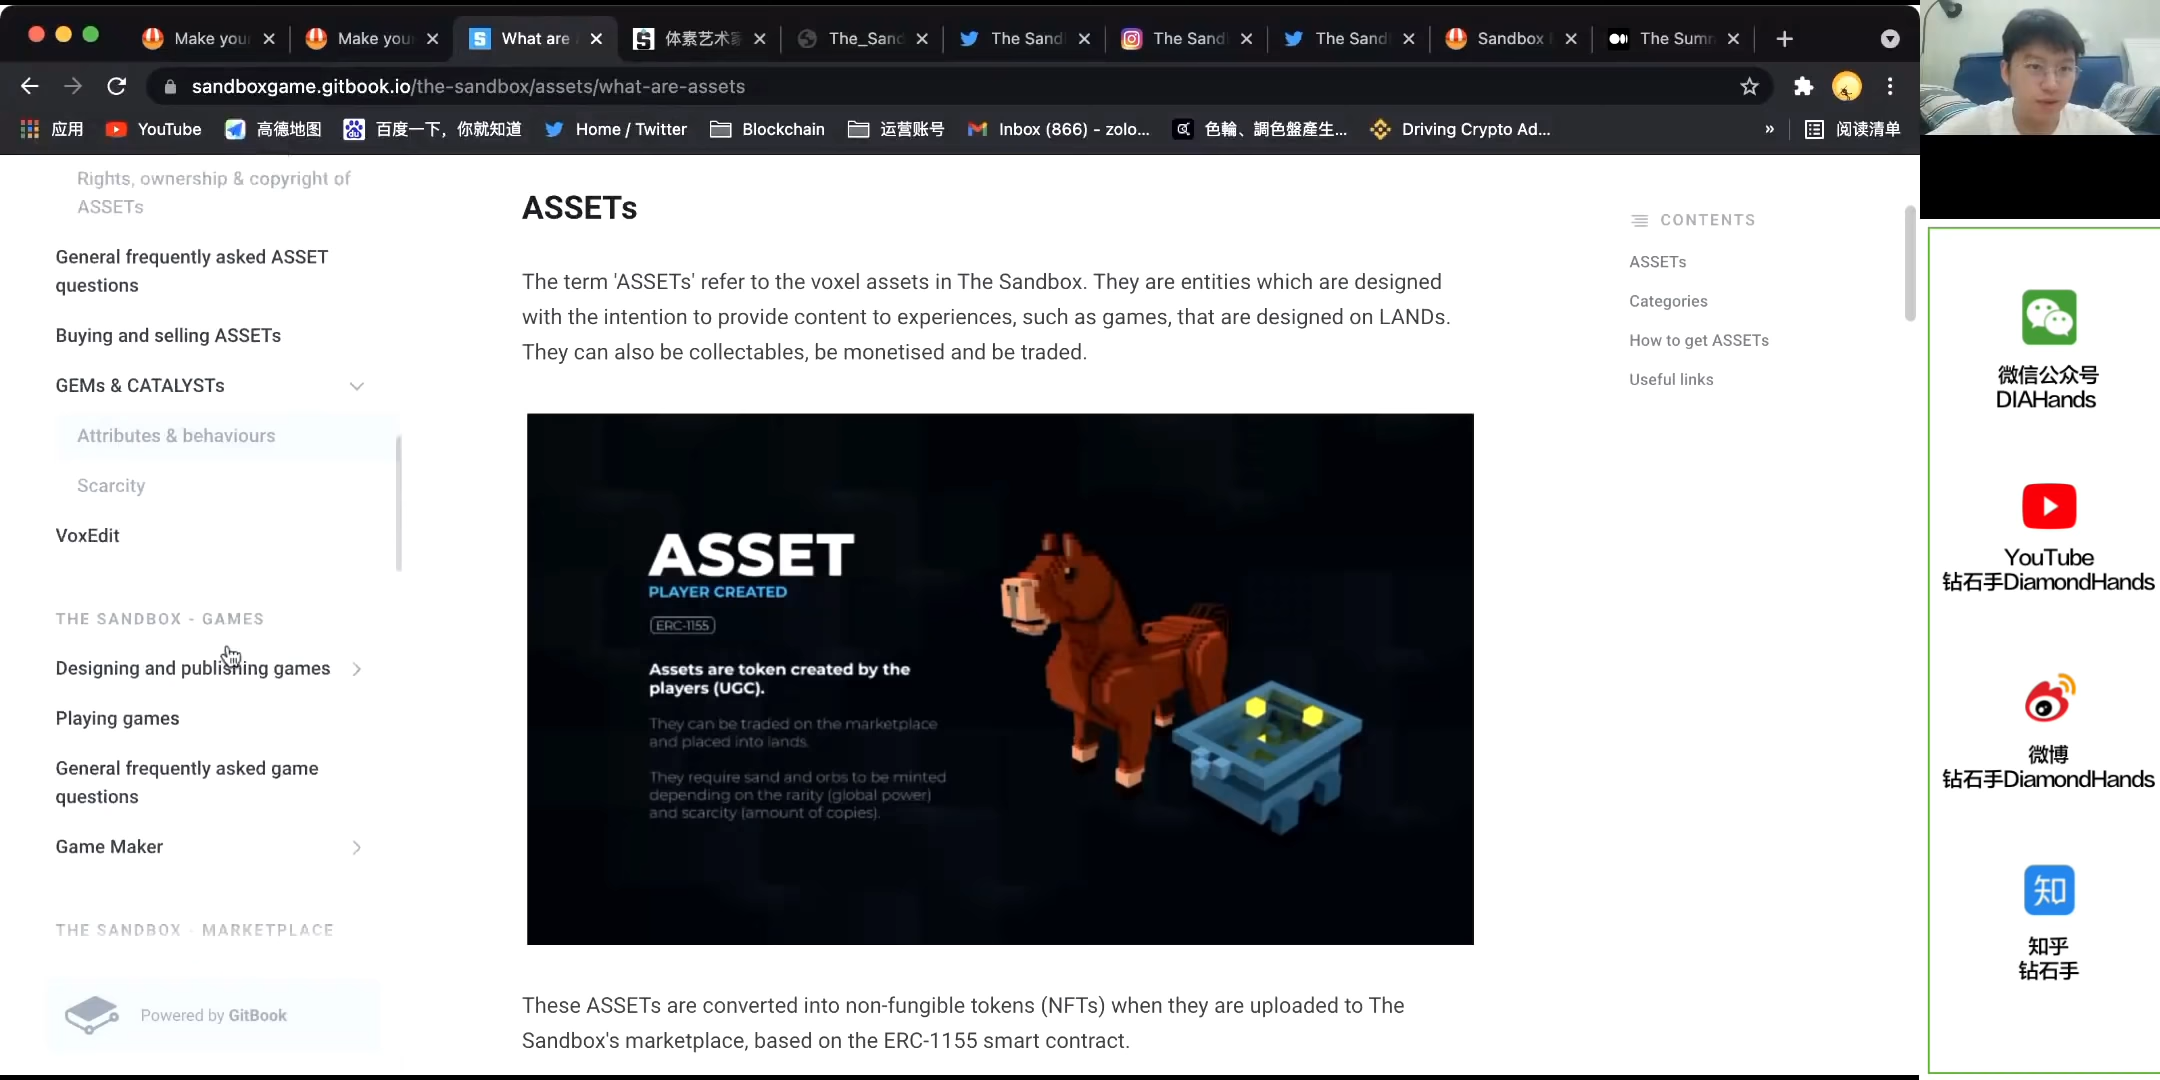 Make your
Make your
What are
体素艺术家
The_Sand
The Sand
The Sand
The Sand
Sandbox
The Sum
sandboxgame.gitbook.io/the-sandbox/assets/what-are-assets
应用
YouTube
高德地图
百度一下，你就知道
Home / Twitter
Blockchain
运营账号
Inbox (866) - zolo...
色輪、調色盤產生...
Driving Crypto Ad...
»
阅读清单
Rights, ownership & copyright of
ASSETs
General frequently asked ASSET
questions
Buying and selling ASSETs
GEMs & CATALYSTs
Attributes & behaviours
Scarcity
VoxEdit
THE SANDBOX - GAMES
Designing and publishing games
Playing games
General frequently asked game
questions
Game Maker
THE SANDBOX - MARKETPLACE
Powered by GitBook
ASSETs
The term 'ASSETs' refer to the voxel assets in The Sandbox. They are entities which are designed
with the intention to provide content to experiences, such as games, that are designed on LANDs.
They can also be collectables, be monetised and be traded.
ASSET
PLAYER CREATED
ERC-1155
Assets are token created by the
players (UGC).
They can be traded on the marketplace
and placed into lands.
They require sand and orbs to be minted
depending on the rarity (global power)
and scarcity (amount of copies).
These ASSETs are converted into non-fungible tokens (NFTs) when they are uploaded to The
Sandbox's marketplace, based on the ERC-1155 smart contract.
CONTENTS
ASSETs
Categories
How to get ASSETs
Useful links
微信公众号
DIAHands
YouTube
钻石手DiamondHands
微博
钻石手DiamondHands
知
知乎
钻石手